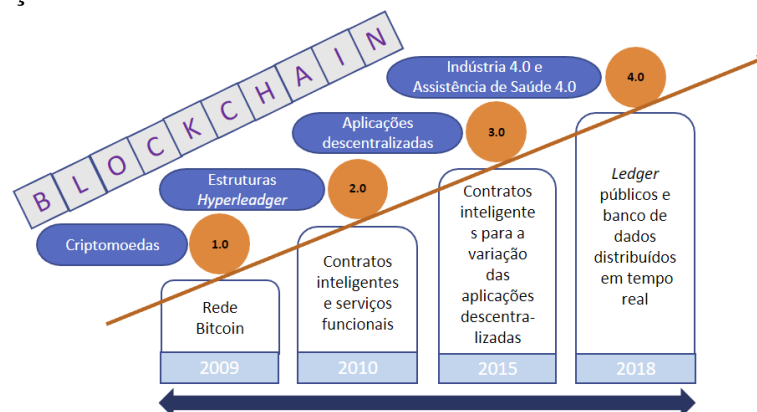 BLOCKCHAIN
Indústria 4.0 e
Assistência de Saúde 4.0
4.0
Aplicações
descentralizadas
3.0
Estruturas
Hyperleadger
2.0
Criptomoedas
1.0
Rede
Bitcoin
2009
Contratos
inteligentes
e serviços
funcionais
2010
Contratos
inteligente
s para a
variação
das
aplicações
descentra-
lizadas
2015
Ledger
públicos e
banco de
dados
distribuídos
em tempo
real
2018